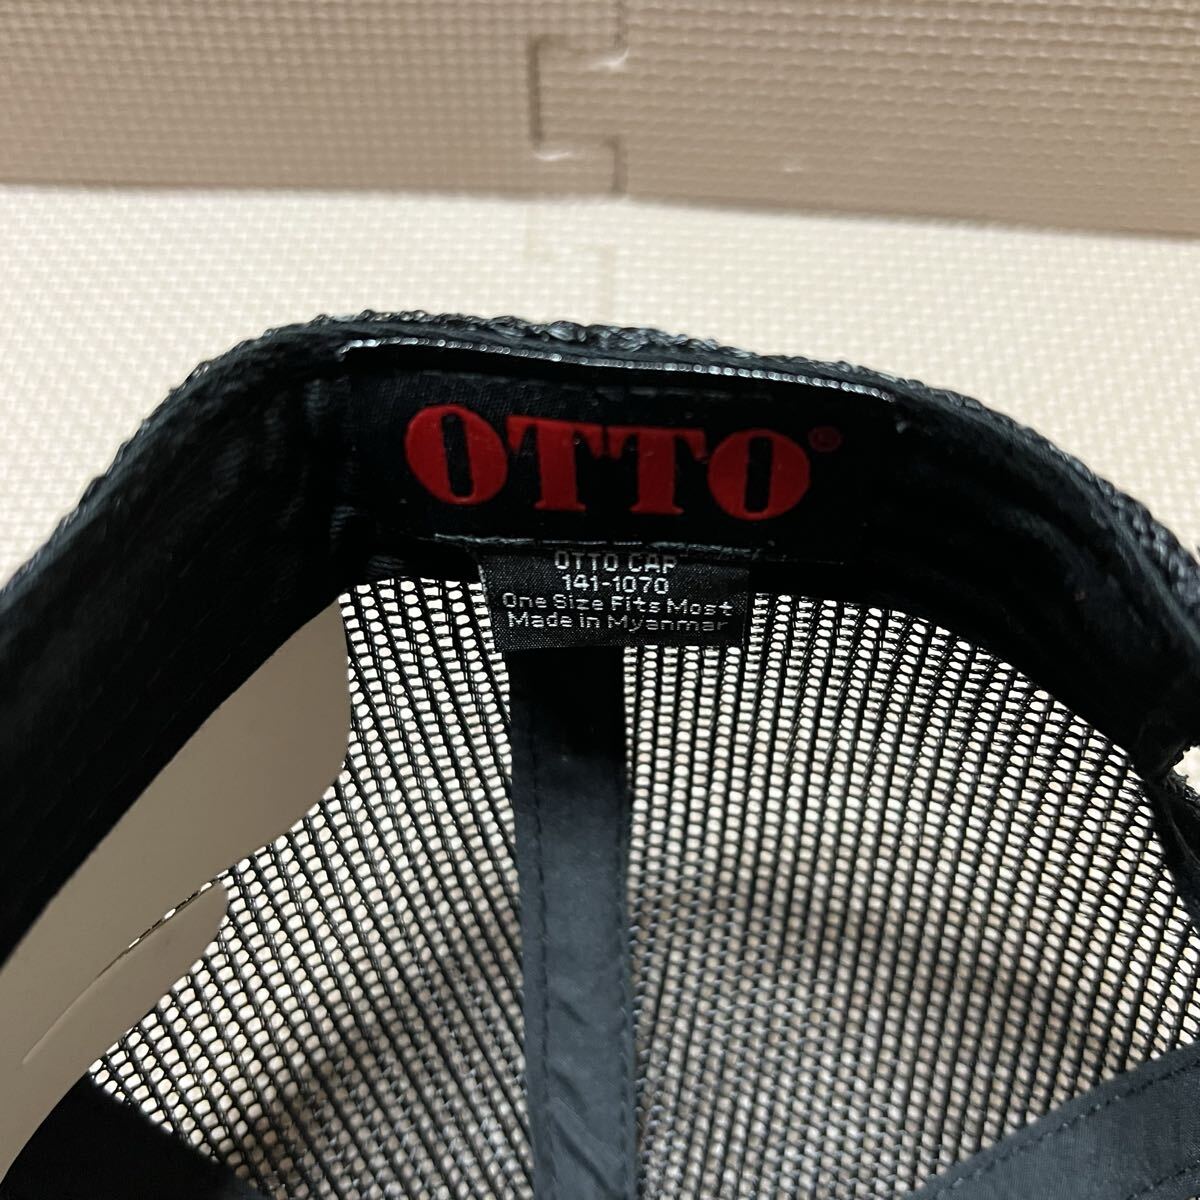 OTTO®
OTTO CAP
141-1070
One Size Fits Most
Made in Myanmar